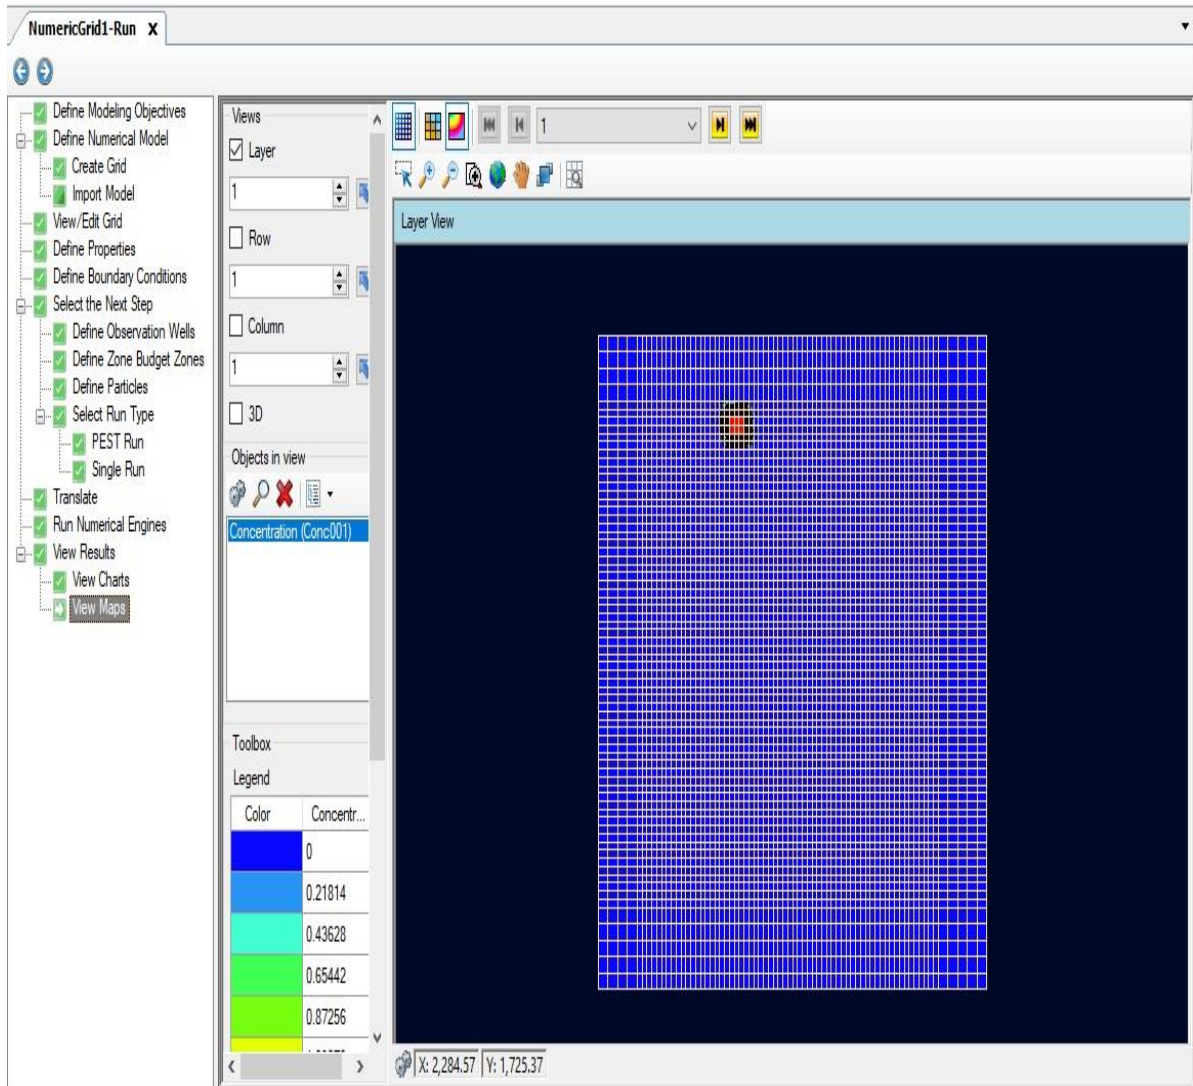 NumericGrid1-Run X
Define Modeling Objectives
Define Numerical Model
Create Grid
Import Model
View/Edit Grid
Define Properties
Define Boundary Conditions
Select the Next Step
Define Observation Wells
Define Zone Budget Zones
Define Particles
Select Run Type
PEST Run
Single Run
Translate
Run Numerical Engines
View Results
View Charts
View Maps
Views
Layer
1
Row
1
Column
1
3D
Objects in view
Concentration (Conc001)
Toolbox
Legend
Color Concentr...
0
0.21814
0.43628
0.65442
0.87256
1
Layer View
X: 2,284.57 Y: 1,725.37